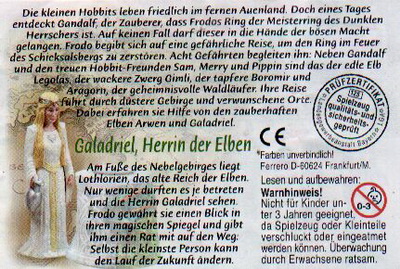 Die kleinen Hobbits leben friedlich im fernen Auenland. Doch eines Tages
entdeckt Gandalf, der Zauberer, dass Frodos Ring der Meisterring des Dunklen
Herrschers ist. Auf keinen Fall darf dieser in die Hände der bösen Macht
gelangen. Frodo begibt sich auf eine gefährliche Reise, um den Ring im Feuer
des Schicksalsbergs zu zerstören. Acht Gefährten begleiten ihn: Neben Gandalf
und den treuen Hobbit-Freunden Sam, Merry und Pippin sind das der edle Elb
Legolas, der wackere Zwerg Gimli, der tapfere Boromir und
Aragorn, der geheimnisvolle Waldläufer. Ihre Reise
führt durch düstere Gebirge und verwunschene Orte.
Dabei erfahren sie Hilfe von den zauberhaften
Elben Arwen und Galadriel.
Galadriel, Herrin der Elben
Am Fuße des Nebelgebirges liegt
Lothlorien, das alte Reich der Elben.
Nur wenige durften es je betreten
und die Herrin Galadriel sehen.
Frodo gewährt sie einen Blick in
ihren magischen Spiegel und gibt
ihm einen Rat mit auf den Weg:
Selbst die kleinste Person kann
den Lauf der Zukunft ändern.
PRÜFZERTIFIKAT
Spielzeug
qualitäts- und
sicherheits-
geprüft
CE
*Farben unverbindlich!
Ferrero D-60624 Frankfurt/M.
Lesen und aufbewahren:
Warnhinweis!
Nicht für Kinder un-
ter 3 Jahren geeignet,
da Spielzeug oder Kleinteile
verschluckt oder eingeatmet
werden können. Überwachung
durch Erwachsene ratsam.
0-3